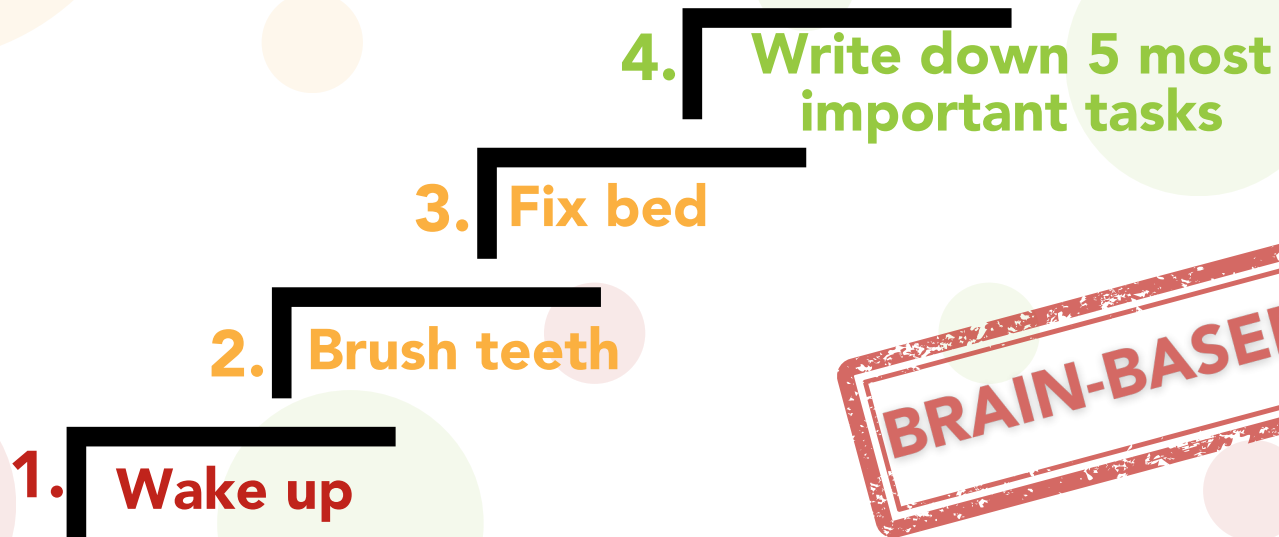 4. Write down 5 most
important tasks
3. Fix bed
2. Brush teeth
1. Wake up
BRAIN-BASE